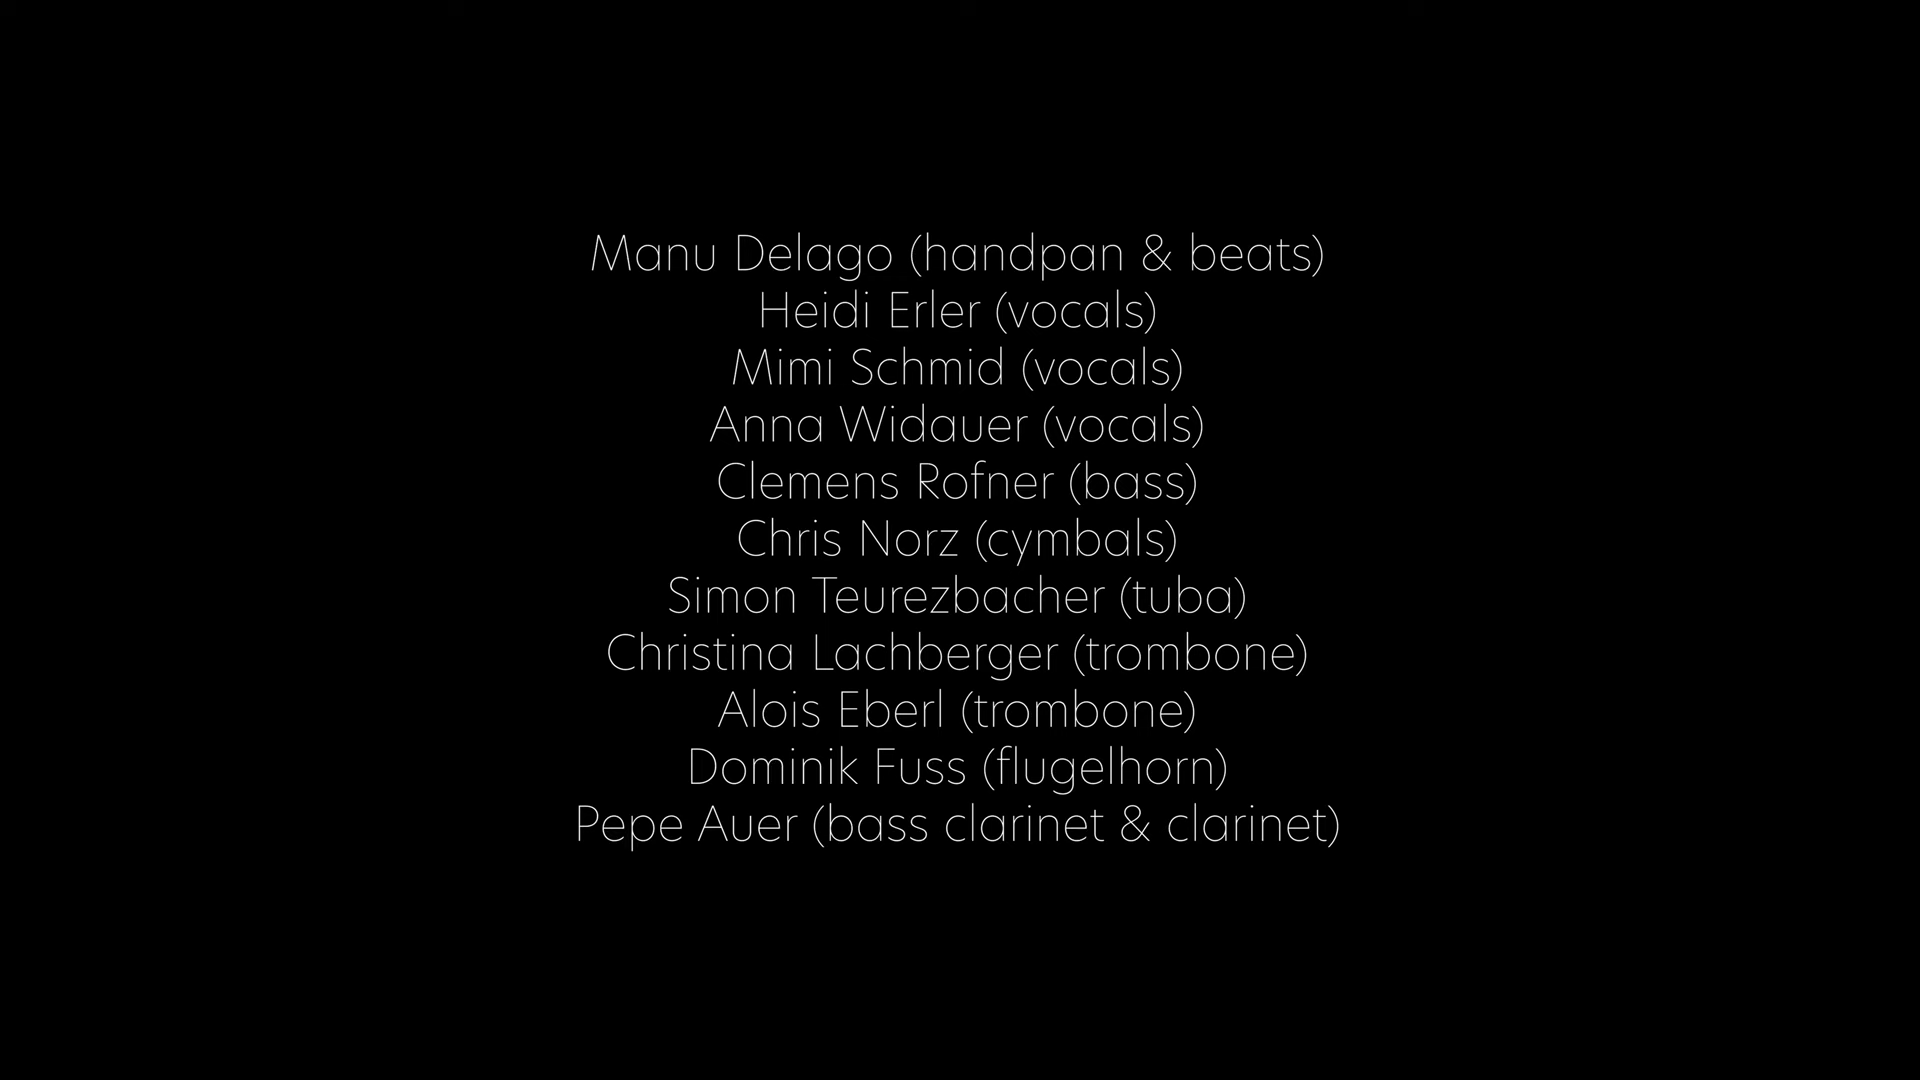 Manu Delago (handpan & beats)
Heidi Erler (vocals)
Mimi Schmid (vocals)
Anna Widauer (vocals)
Clemens Rofner (bass)
Chris Norz (cymbals)
Simon Teurezbacher (tuba)
Christina Lachberger (trombone)
Alois Eberl (trombone)
Dominik Fuss (flugelhorn)
Pepe Auer (bass clarinet & clarinet)